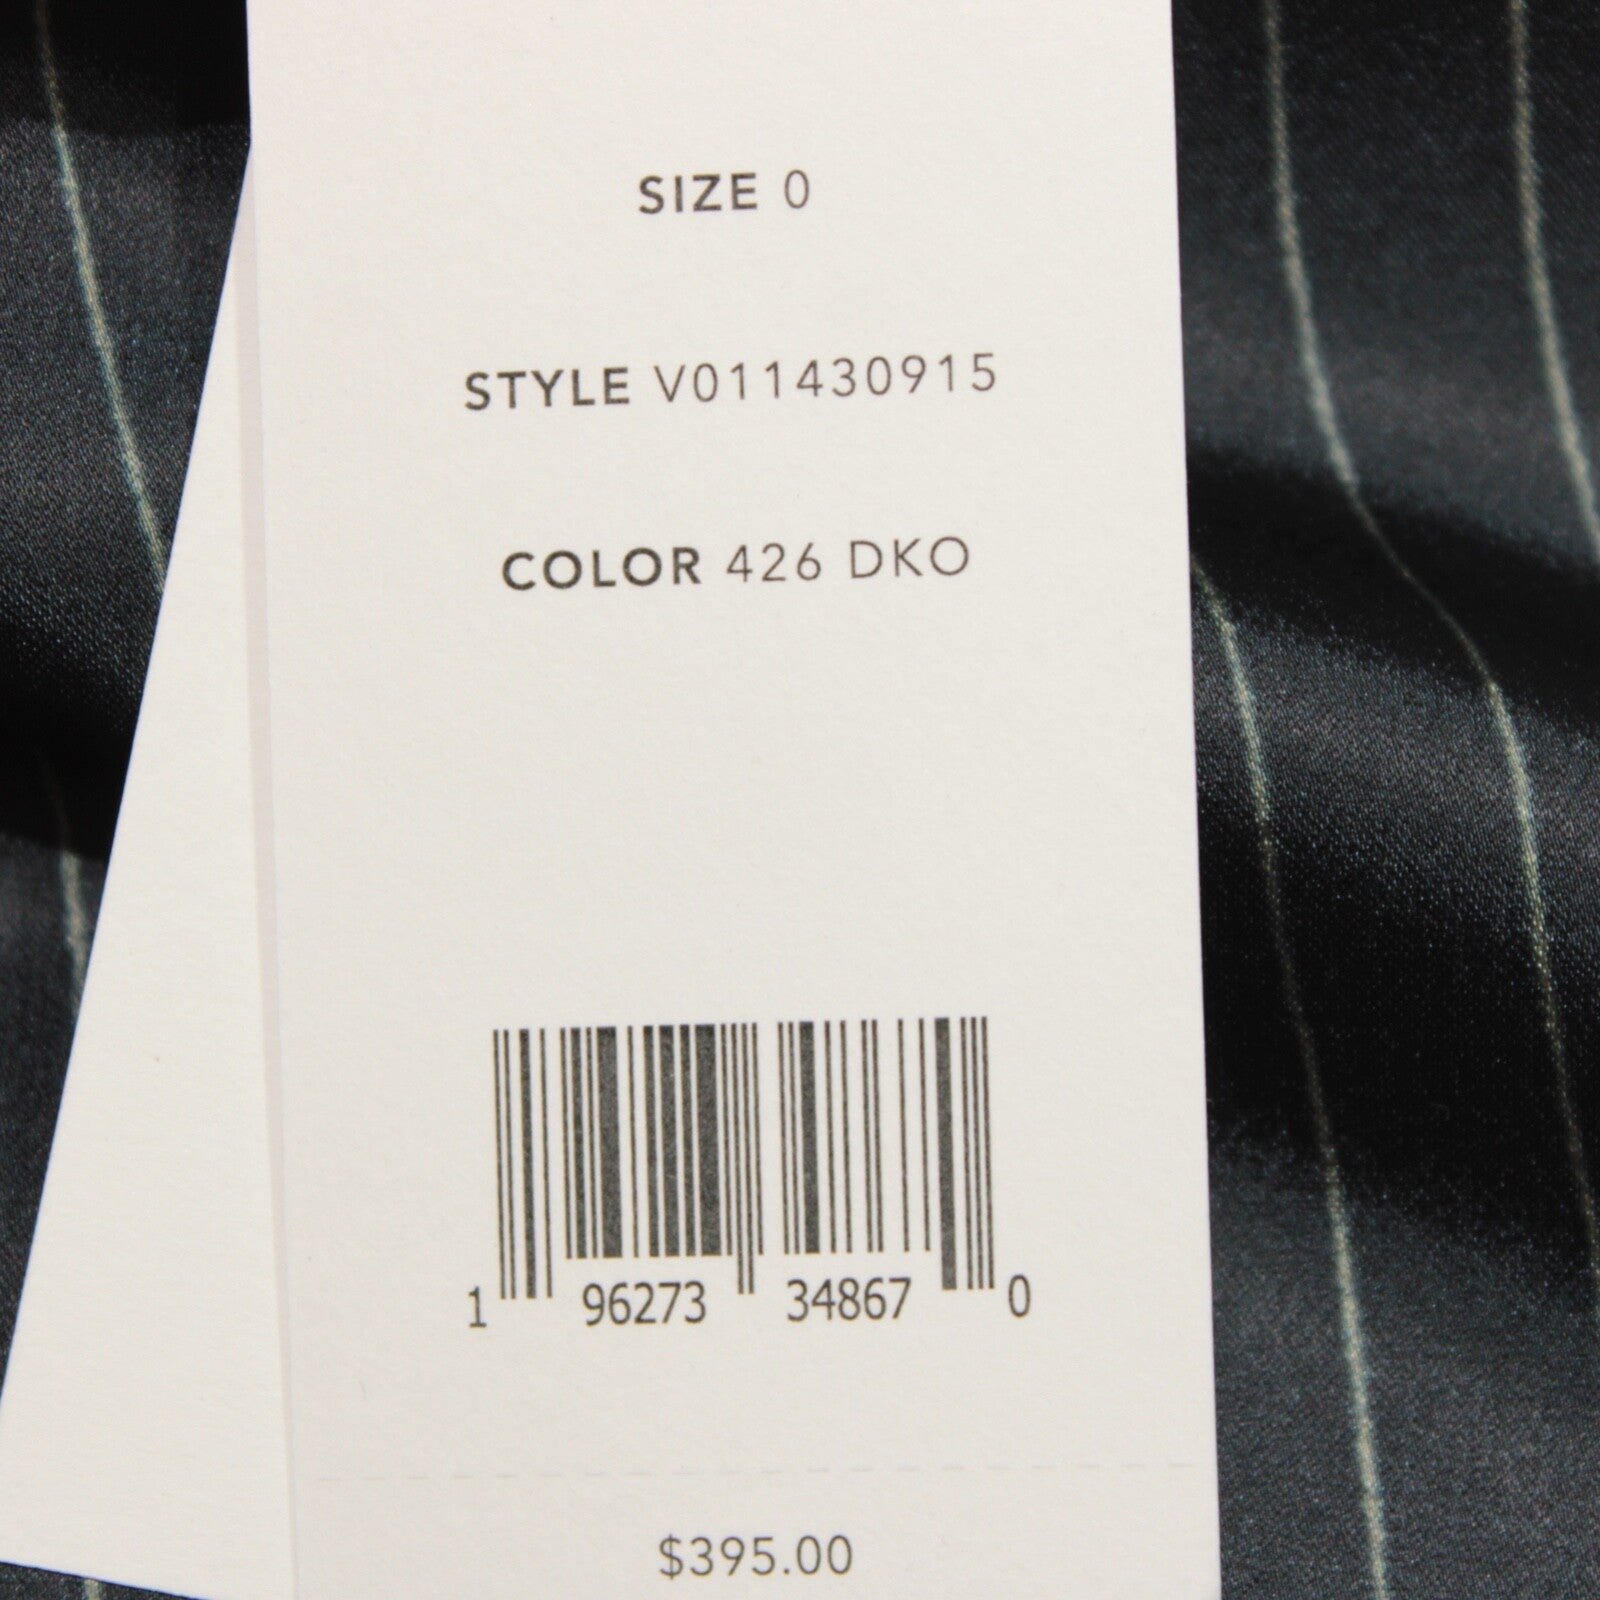 SIZE 0
STYLE V011430915
COLOR 426 DKO
1 96273 34867 0
$395.00